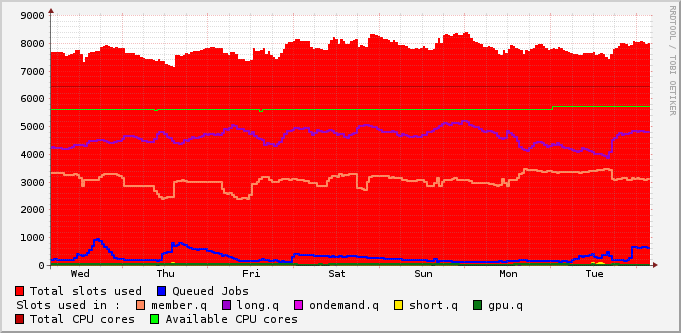 9000
8000
7000
6000
5000
4000
3000
2000
1000
0
Wed Thu Fri Sat Sun Mon Tue
RRDTOOL / TOBI OETIKER
Total slots used Queued Jobs
Slots used in : member.q long.q ondemand.q short.q gpu.q
Total CPU cores Available CPU cores